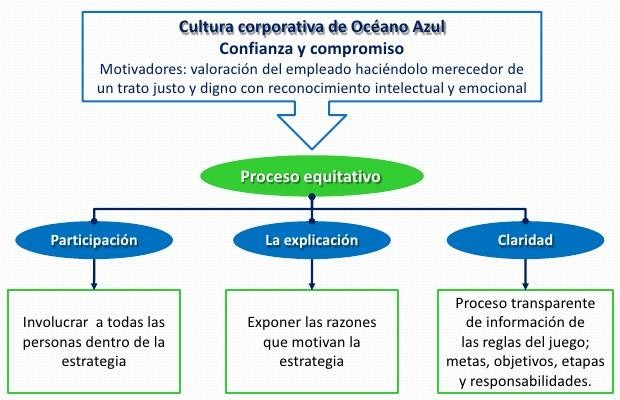 Cultura corporativa de Océano Azul
Confianza y compromiso
Motivadores: valoración del empleado haciéndolo merecedor de
un trato justo y digno con reconocimiento intelectual y emocional
Proceso equitativo
Participación
La explicación
Claridad
Involucrar a todas las
personas dentro de la
estrategia
Exponer las razones
que motivan la
estrategia
Proceso transparente
de información de
las reglas del juego;
metas, objetivos, etapas
y responsabilidades.